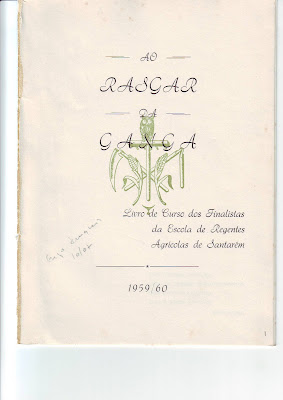 AO
RASGAR
DA
GANGA
Livro de Curso dos Finalistas
da Escola de Regentes
Agrícolas de Santarém
1959/60
1